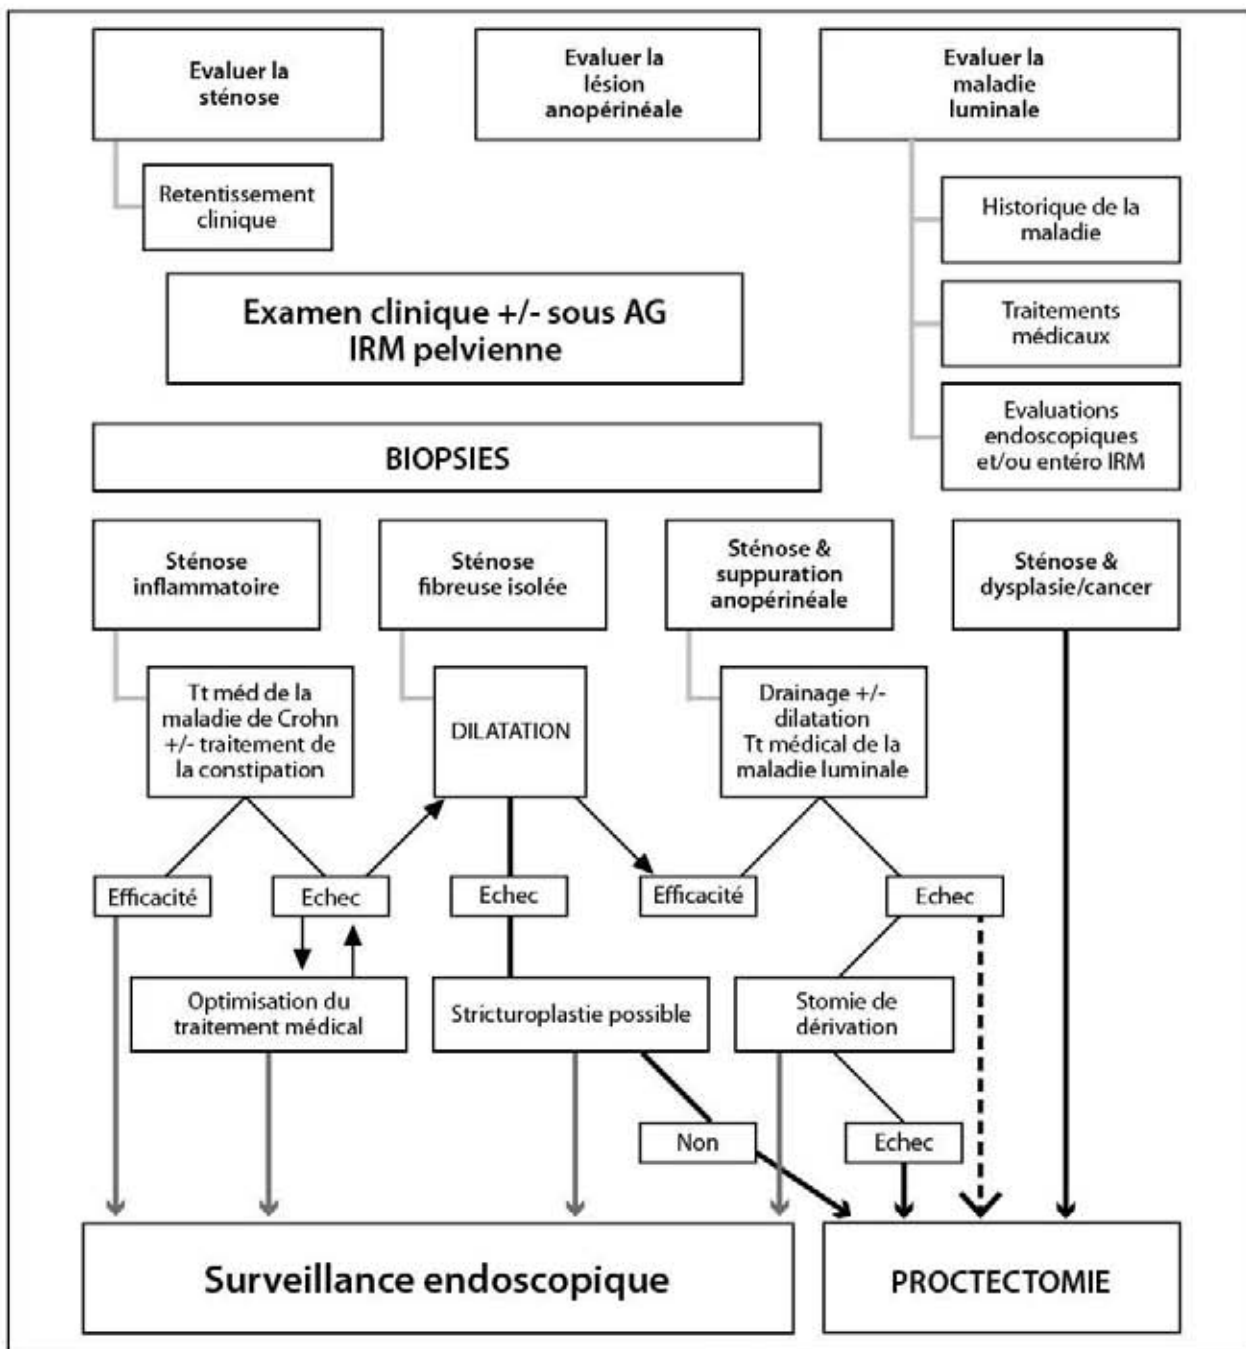 Evaluer la
sténose
Evaluer la
lésion
anopérinéale
Evaluer la
maladie
luminale
Retentissement
clinique
Historique de la
maladie
Examen clinique +/- sous AG
IRM pelvienne
Traitements
médicaux
Evaluations
endoscopiques
et/ou entéro IRM
BIOPSIES
Sténose
inflammatoire
Sténose
fibreuse isolée
Sténose &
suppuration
anopérinéale
Sténose &
dysplasie/cancer
Tt méd de la
maladie de Crohn
+/- traitement de
la constipation
DILATATION
Drainage +/-
dilatation
Tt médical de la
maladie luminale
Efficacité
Echec
Echec
Efficacité
Echec
Optimisation du
traitement médical
Stricturoplastie possible
Stomie de
dérivation
Non
Echec
Surveillance endoscopique
PROCTECTOMIE